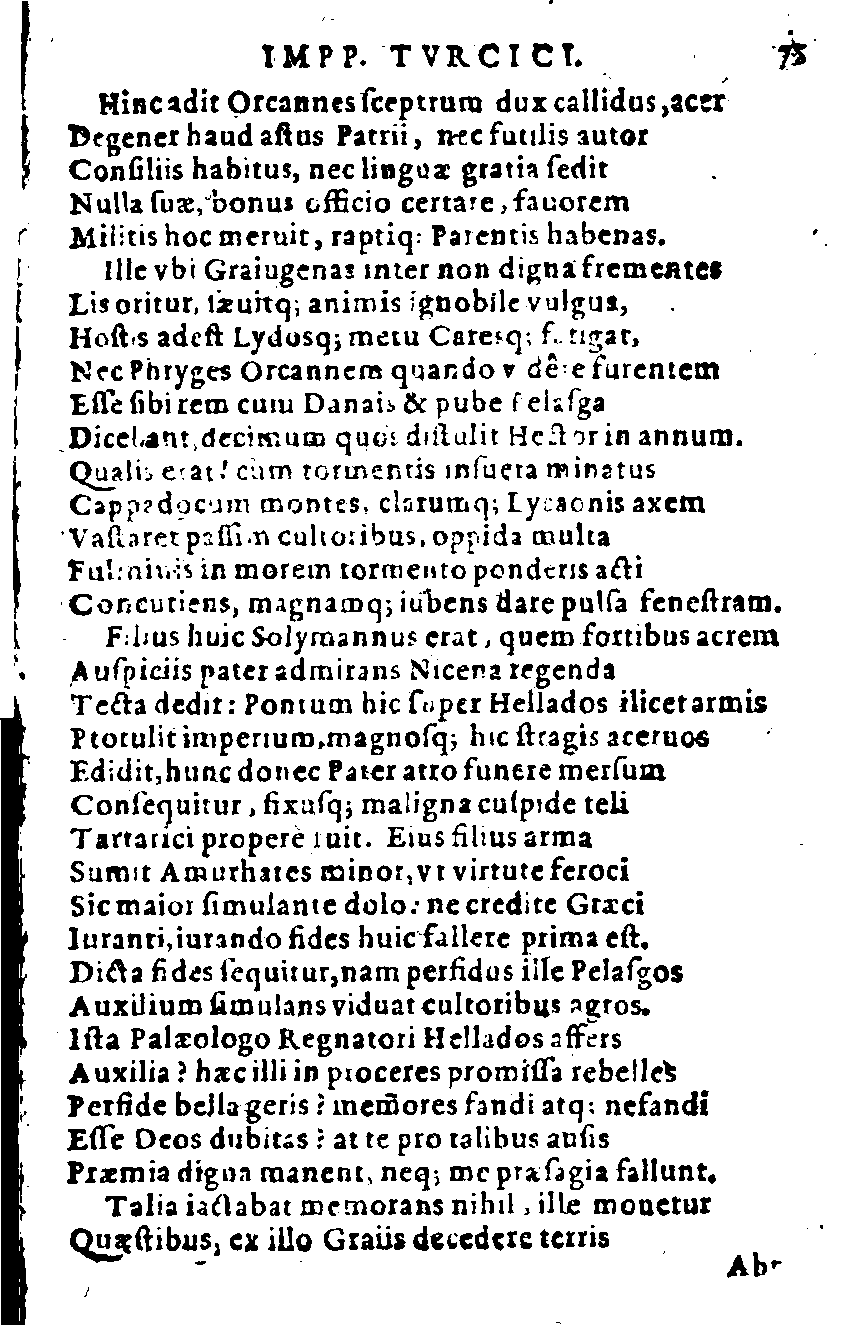 IMPP. TVRCICI. 75
Hinc adit Orcannes ſceptrum dux callidus, acer
Degener haud aſtus Patrii, nec futilis autor
Conſiliis habitus, nec linguæ gratia ſedit
Nulla ſuæ, bonus officio certare, fauorem
Militis hoc meruit, raptiq; Parentis habenas.
Ille vbi Graiugenas inter non digna frementes
Lis oritur, ſæuitq; animis ignobile vulgus,
Hoſtis adeſt Lydosq; metu Caresq; fatigat,
Nec Phryges Orcannem quando videre furentem
Eſſe ſibi rem cum Danais & pube Pelaſga
Dicebant, decimum quos diſtulit Hector in annum.
Qualis erat! cùm tormentis inſueta minatus
Cappadocum montes, clarumq; Lycaonis axem
Vaſtaret paſſim cultoribus, oppida multa
Fulminis in morem tormento ponderis acti
Concutiens, magnamq; iubens dare pulſa feneſtram.
Filius huic Solymannus erat, quem fortibus acrem
Auſpiciis pater admirans Nicena regenda
Tecta dedit: Pontum hic ſuper Hellados ilicet armis
Protulit imperium, magnoſq; hic ſtragis aceruos
Edidit, hunc donec Pater atro funere merſum
Conſequitur, fixuſq; maligna cuſpide teli
Tartarici properè ruit. Eius filius arma
Sumit Amurhates minor, vt virtute feroci
Sic maior ſimulante dolo: ne credite Græci
Iuranti, iurando fides huic fallere prima eſt.
Dicta fides ſequitur, nam perfidus ille Pelaſgos
Auxilium ſimulans viduat cultoribus agros.
Iſta Palæologo Regnatori Hellados affers
Auxilia? hæc illi in proceres promiſſa rebelles
Perfide bella geris? memores fandi atq; nefandi
Eſſe Deos dubitas? at te pro talibus auſis
Præmia digna manent, neq; me præſagia fallunt.
Talia iactabat memorans nihil, ille mouetur
Quæſtibus, ex illo Graiis decedere terris